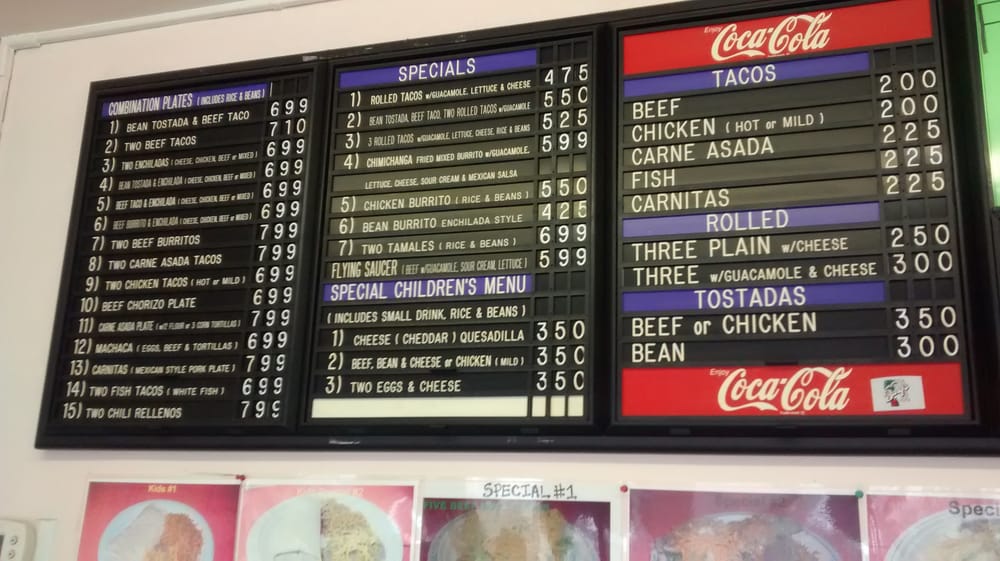 COMBINATION PLATES (INCLUDES RICE & BEANS)
1) BEAN TOSTADA & BEEF TACO 699
2) TWO BEEF TACOS 710
3) TWO ENCHILADAS (CHEESE, CHICKEN, BEEF or MIXED) 699
4) BEAN TOSTADA & ENCHILADA (CHEESE, CHICKEN, BEEF or MIXED) 699
5) BEEF TACO & ENCHILADA (CHEESE, CHICKEN, BEEF or MIXED) 699
6) BEEF BURRITO & ENCHILADA (CHEESE, CHICKEN, BEEF or MIXED) 699
7) TWO BEEF BURRITOS 799
8) TWO CARNE ASADA TACOS 799
9) TWO CHICKEN TACOS (HOT or MILD) 699
10) BEEF CHORIZO PLATE 699
11) CARNE ASADA PLATE (w/2 FLOUR or 3 CORN TORTILLAS) 799
12) MACHACA (EGGS, BEEF & TORTILLAS) 699
13) CARNITAS (MEXICAN STYLE PORK PLATE) 799
14) TWO FISH TACOS (WHITE FISH) 699
15) TWO CHILI RELLENOS 799
SPECIALS
1) ROLLED TACOS w/GUACAMOLE, LETTUCE & CHEESE 475
2) BEAN TOSTADA, BEEF TACO, TWO ROLLED TACOS w/GUACAMOLE 550
3) 3 ROLLED TACOS w/GUACAMOLE, LETTUCE, CHEESE, RICE & BEANS 525
4) CHIMICHANGA FRIED MIXED BURRITO w/GUACAMOLE, 599
LETTUCE, CHEESE, SOUR CREAM & MEXICAN SALSA
5) CHICKEN BURRITO (RICE & BEANS) 550
6) BEAN BURRITO ENCHILADA STYLE 425
7) TWO TAMALES (RICE & BEANS) 699
FLYING SAUCER (BEEF w/GUACAMOLE, SOUR CREAM, LETTUCE) 599
SPECIAL CHILDREN'S MENU
(INCLUDES SMALL DRINK, RICE & BEANS)
1) CHEESE (CHEDDAR) QUESADILLA 350
2) BEEF, BEAN & CHEESE or CHICKEN (MILD) 350
3) TWO EGGS & CHEESE 350
Enjoy
Coca-Cola
TACOS
BEEF 200
CHICKEN (HOT or MILD) 200
CARNE ASADA 225
FISH 225
CARNITAS 225
ROLLED
THREE PLAIN w/CHEESE 250
THREE w/GUACAMOLE & CHEESE 300
TOSTADAS
BEEF or CHICKEN 350
BEAN 300
Enjoy
Coca-Cola
Kids #1
#2
SPECIAL #1
FIVE
Speci